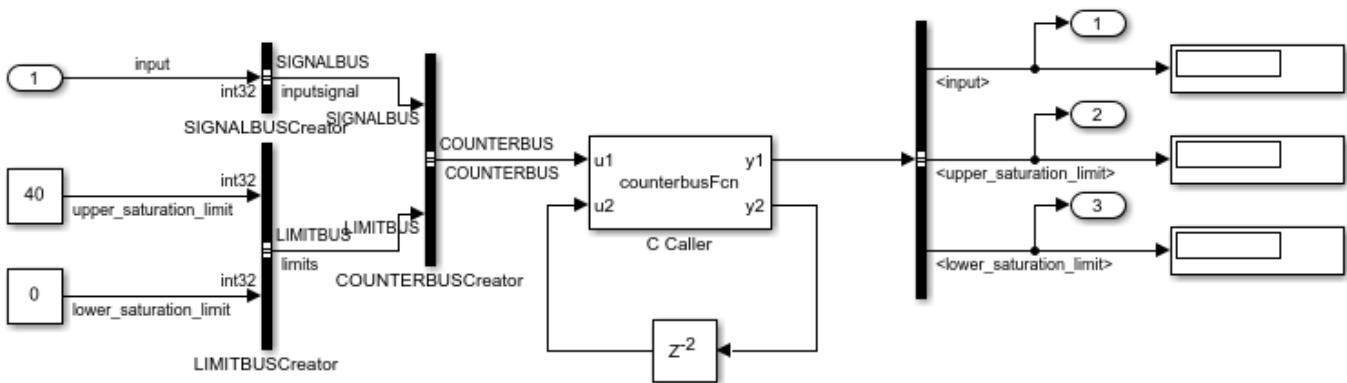 1
input
int32
SIGNALBUS
inputsignal
SIGNALBUSCreator
SIGNALBUS
40
int32
upper_saturation_limit
LIMITBUS
limits
0
int32
lower_saturation_limit
LIMITBUSCreator
LIMITBUS
COUNTERBUSCreator
COUNTERBUS
COUNTERBUS
u1
y1
counterbusFcn
u2
y2
C Caller
Z-2
1
<input>
2
<upper_saturation_limit>
3
<lower_saturation_limit>